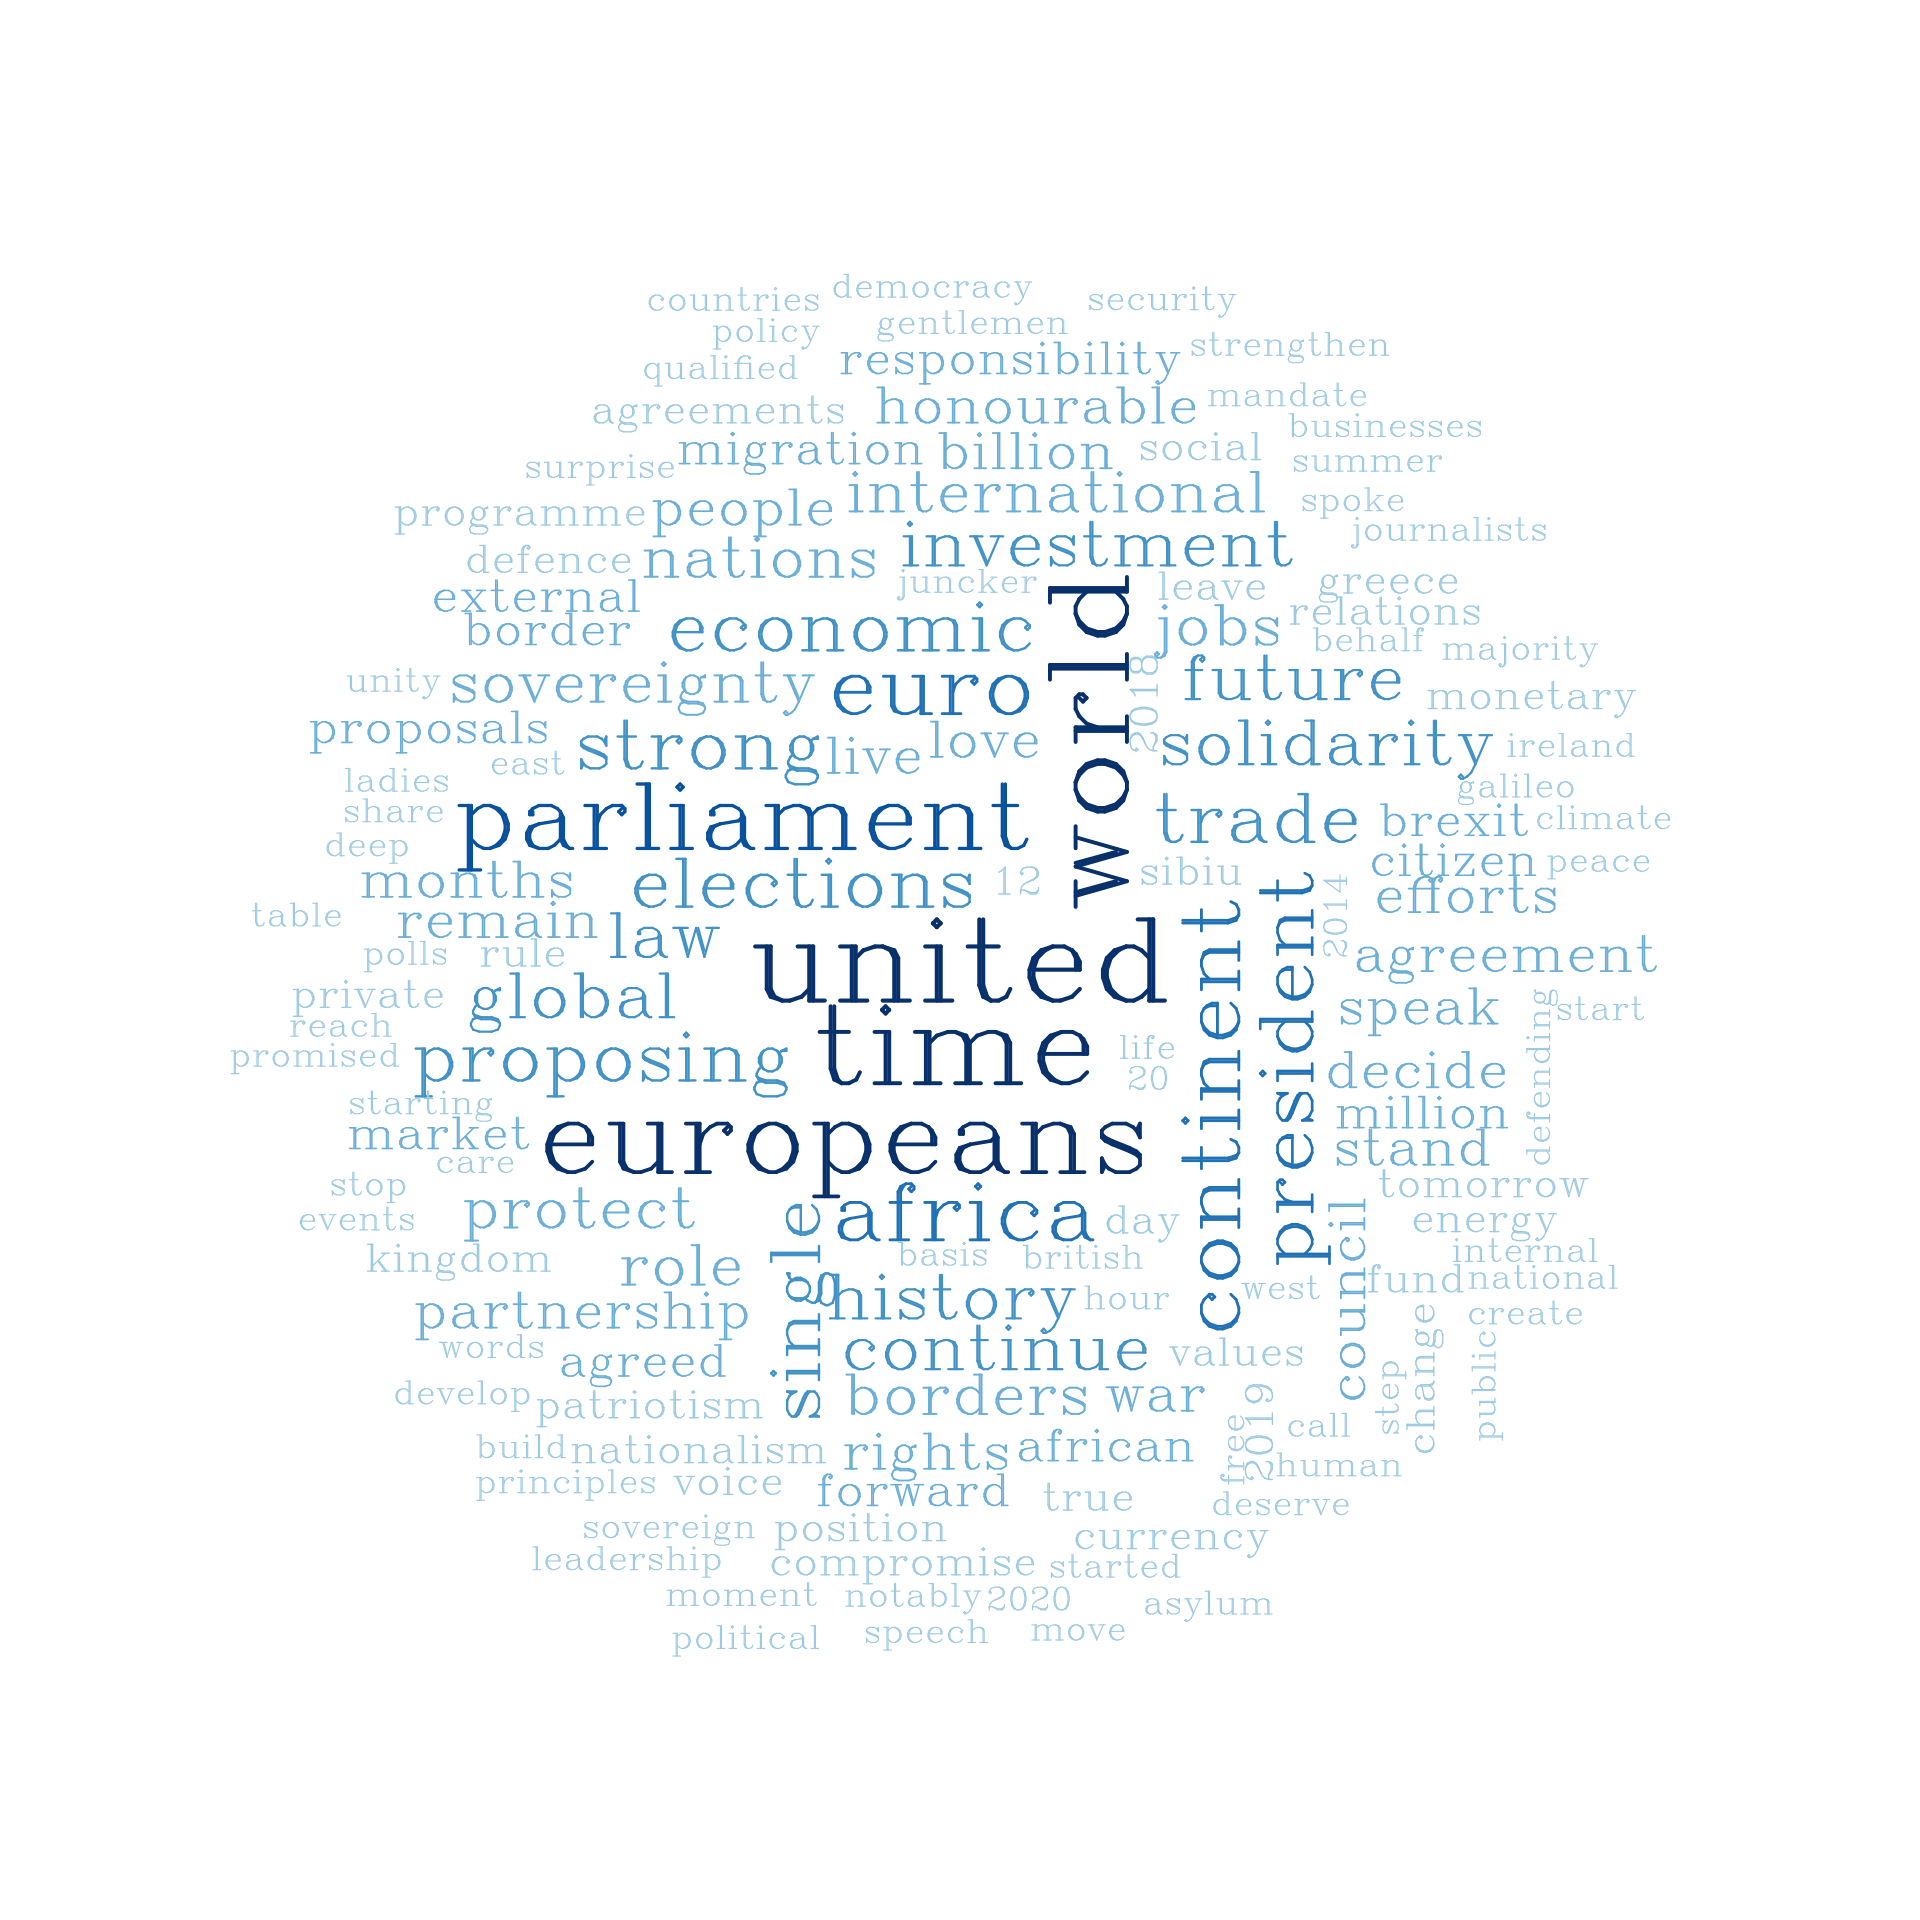 democracy
countries
security
policy
gentlemen
strengthen
responsibility
qualified
mandate
honourable
agreements
businesses
migration
billion
social
summer
surprise
international
spoke
people
programme
journalists
investment
nations
defence
juncker
leave
greece
external
world
relations
border
economic
jobs
behalf
majority
unity
sovereignty
euro
2018
future
monetary
proposals
strong
live
love
solidarity
ireland
east
ladies
galileo
share
parliament
trade
brexit
climate
deep
citizen
peace
months
elections
12
sibiu
efforts
2014
table
remain
law
united
continent
president
agreement
polls
rule
private
global
speak
defending
start
reach
time
promised
proposing
life
20
decide
starting
million
market
europeans
stand
care
stop
tomorrow
events
protect
single
africa
day
council
energy
kingdom
role
basis
british
internal
west
fund
national
partnership
history
hour
create
words
agreed
continue
values
change
public
step
develop
patriotism
borders
war
2019
free
call
build
nationalism
rights
african
human
principles
voice
forward
true
deserve
sovereign
position
currency
leadership
compromise
started
moment
notably
2020
asylum
political
speech
move